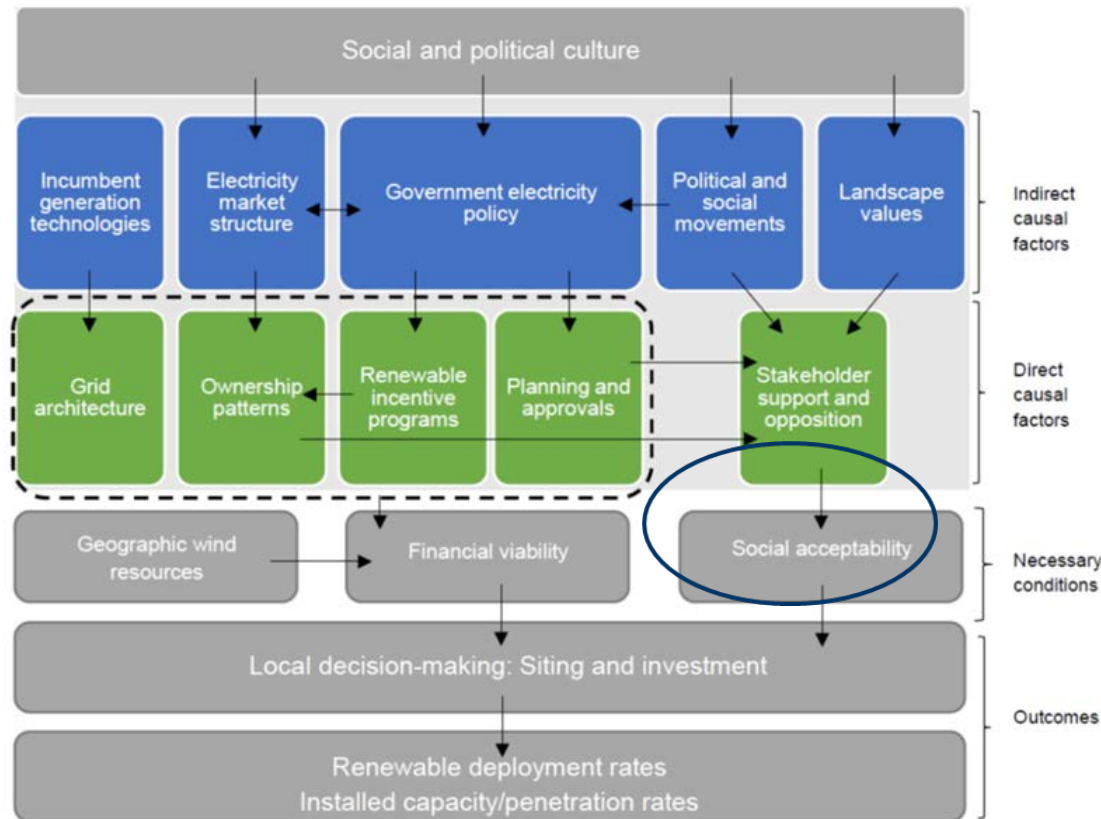 Social and political culture
Incumbent
generation
technologies
Electricity
market
structure
Government electricity
policy
Political and
social
movements
Landscape
values
Indirect
causal
factors
Grid
architecture
Ownership
patterns
Renewable
incentive
programs
Planning and
approvals
Stakeholder
support and
opposition
Direct
causal
factors
Geographic wind
resources
Financial viability
Social acceptability
Necessary
conditions
Local decision-making: Siting and investment
Renewable deployment rates
Installed capacity/penetration rates
Outcomes